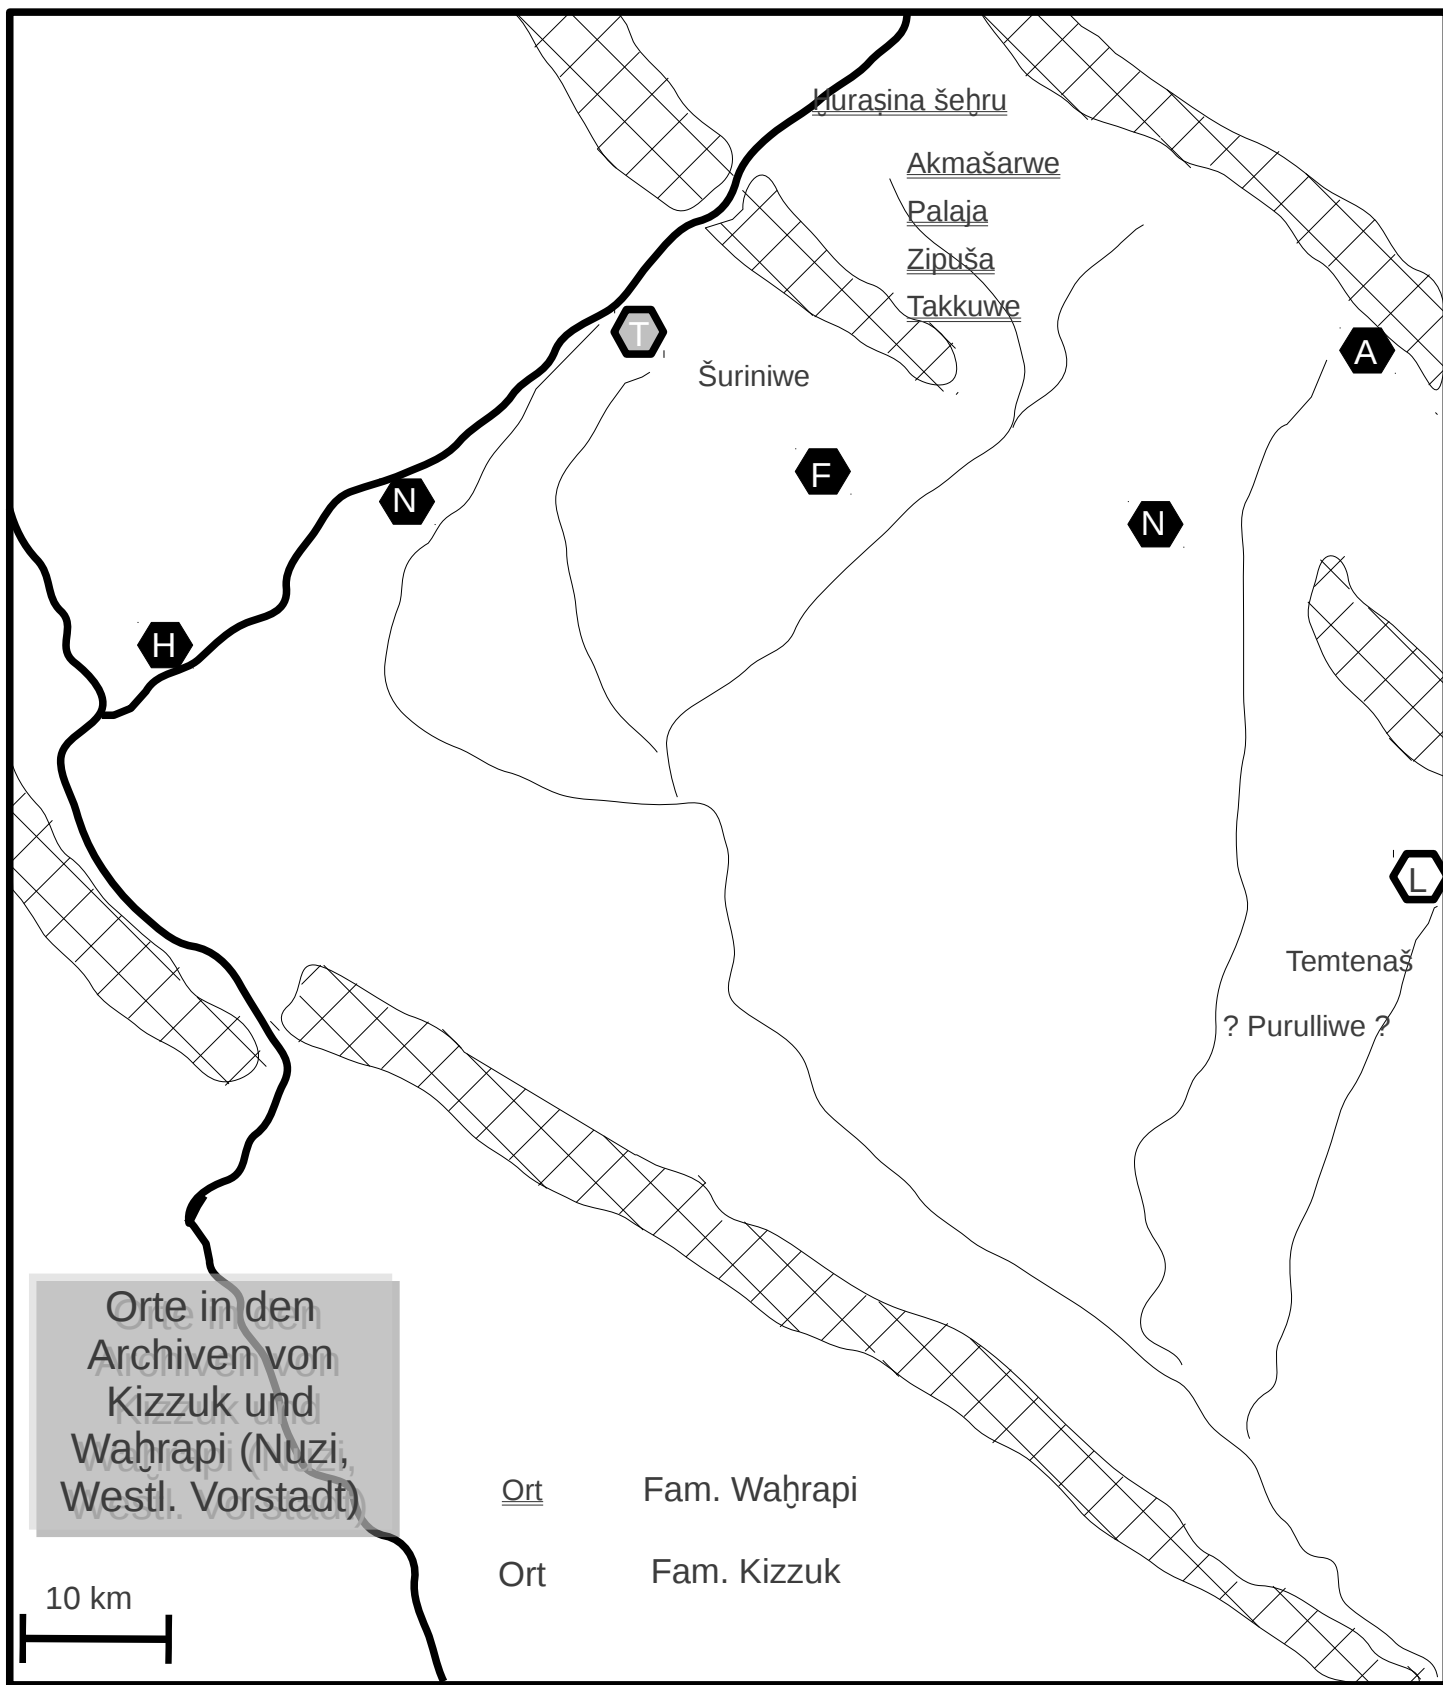 Ḫuraṣina šeḫru
Akmašarwe
Palaja
Zipuša
Takkuwe
T
A
Šuriniwe
F
N
N
H
L
Temtenaš
? Purulliwe ?
Orte in den
Archiven von
Kizzuk und
Waḫrapi (Nuzi,
Westl. Vorstadt)
Ort Fam. Waḫrapi
Ort Fam. Kizzuk
10 km